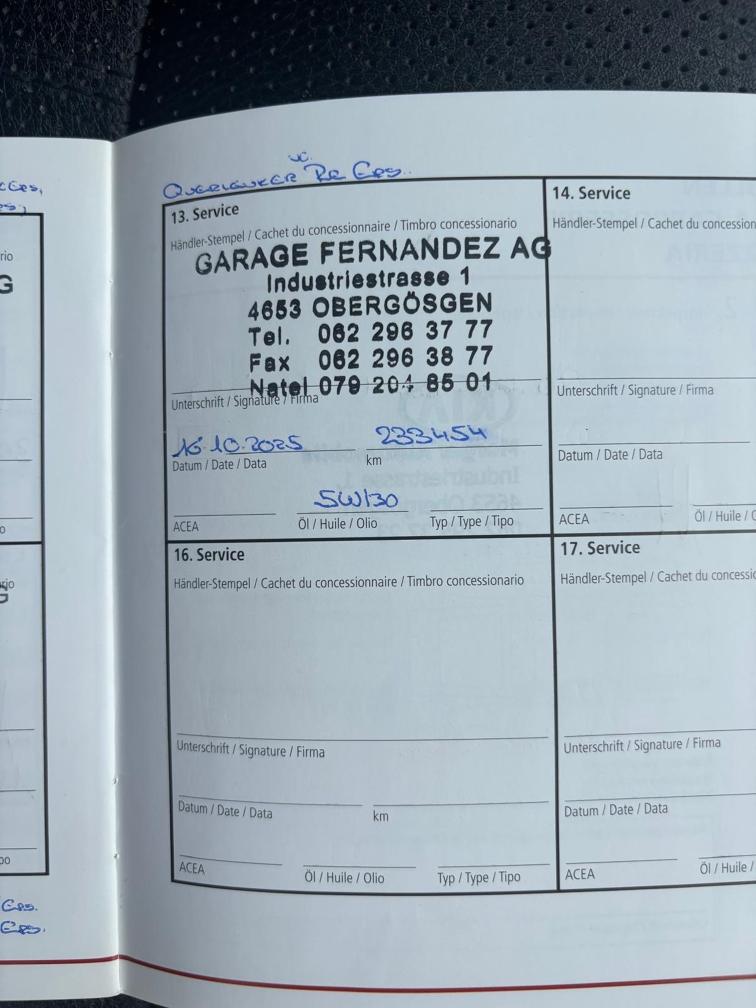 QUERLENKER
13. Service
Händler-Stempel / Cachet du concessionnaire / Timbro concessionario
GARAGE FERNANDEZ AG
Industriestrasse 1
4653 OBERGÖSGEN
Tel. 062 296 37 77
Fax 062 296 38 77
Natel 079 204 85 01
Unterschrift / Signature / Firma
16.10.2025 233454
Datum / Date / Data km
5W/30
ACEA Öl / Huile / Olio Typ / Type / Tipo
14. Service
Händler-Stempel / Cachet du
Unterschrift / Signature / Firma
Datum / Date / Data
ACEA Öl / Huile /
16. Service
Händler-Stempel / Cachet du concessionnaire / Timbro concessionario
Unterschrift / Signature / Firma
Datum / Date / Data km
ACEA Öl / Huile / Olio Typ / Type / Tipo
17. Service
Händler-Stempel / Cachet du
Unterschrift / Signature / Firma
Datum / Date / Data
ACEA Öl / Huile /